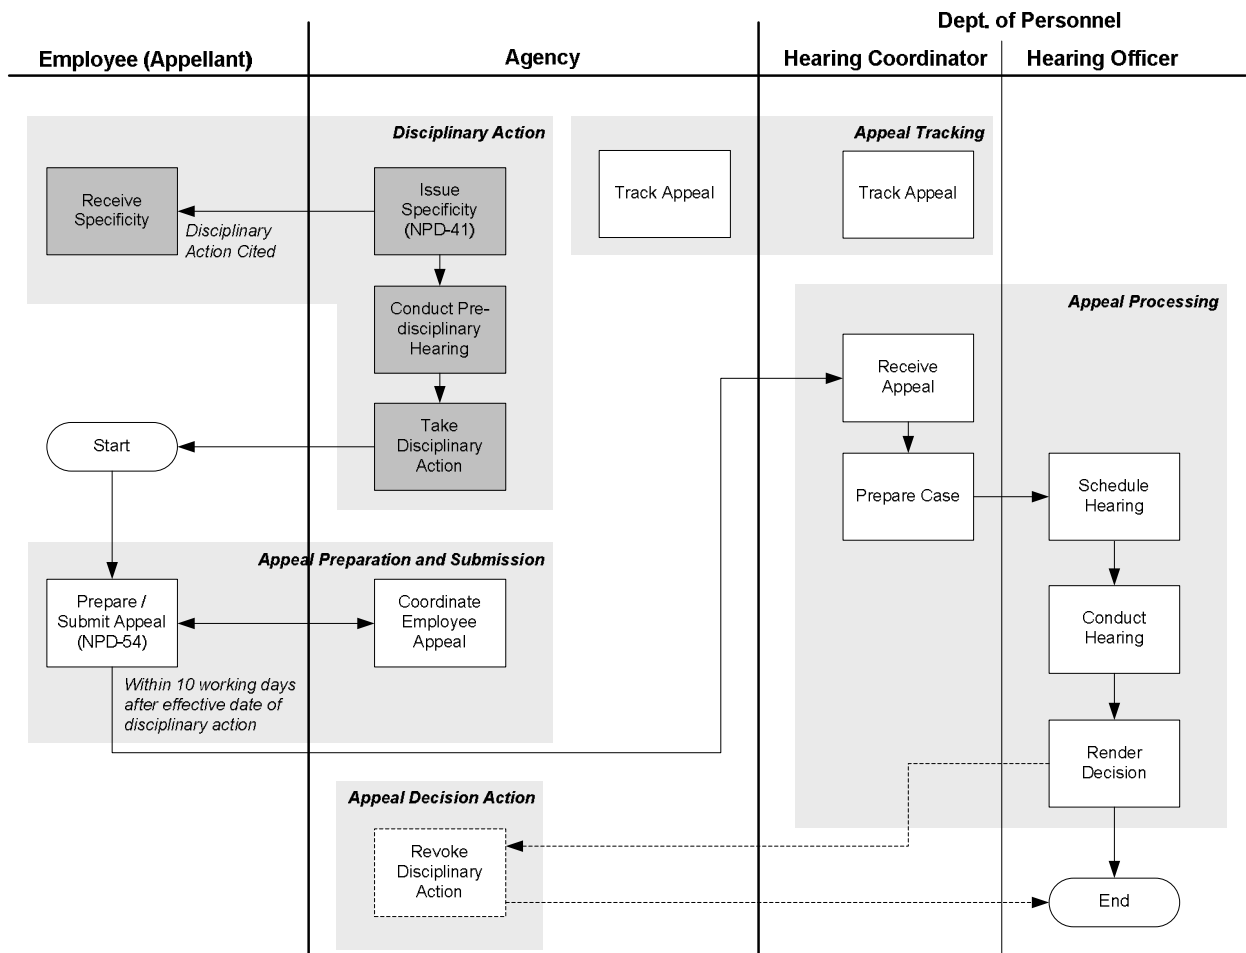 Dept. of Personnel
Employee (Appellant)
Agency
Hearing Coordinator
Hearing Officer
Disciplinary Action
Receive
Specificity
Issue
Specificity
(NPD-41)
Disciplinary
Action Cited
Conduct Pre-
disciplinary
Hearing
Take
Disciplinary
Action
Appeal Tracking
Track Appeal
Track Appeal
Appeal Processing
Receive
Appeal
Prepare Case
Schedule
Hearing
Conduct
Hearing
Render
Decision
Start
Appeal Preparation and Submission
Prepare /
Submit Appeal
(NPD-54)
Coordinate
Employee
Appeal
Within 10 working days
after effective date of
disciplinary action
Appeal Decision Action
Revoke
Disciplinary
Action
End